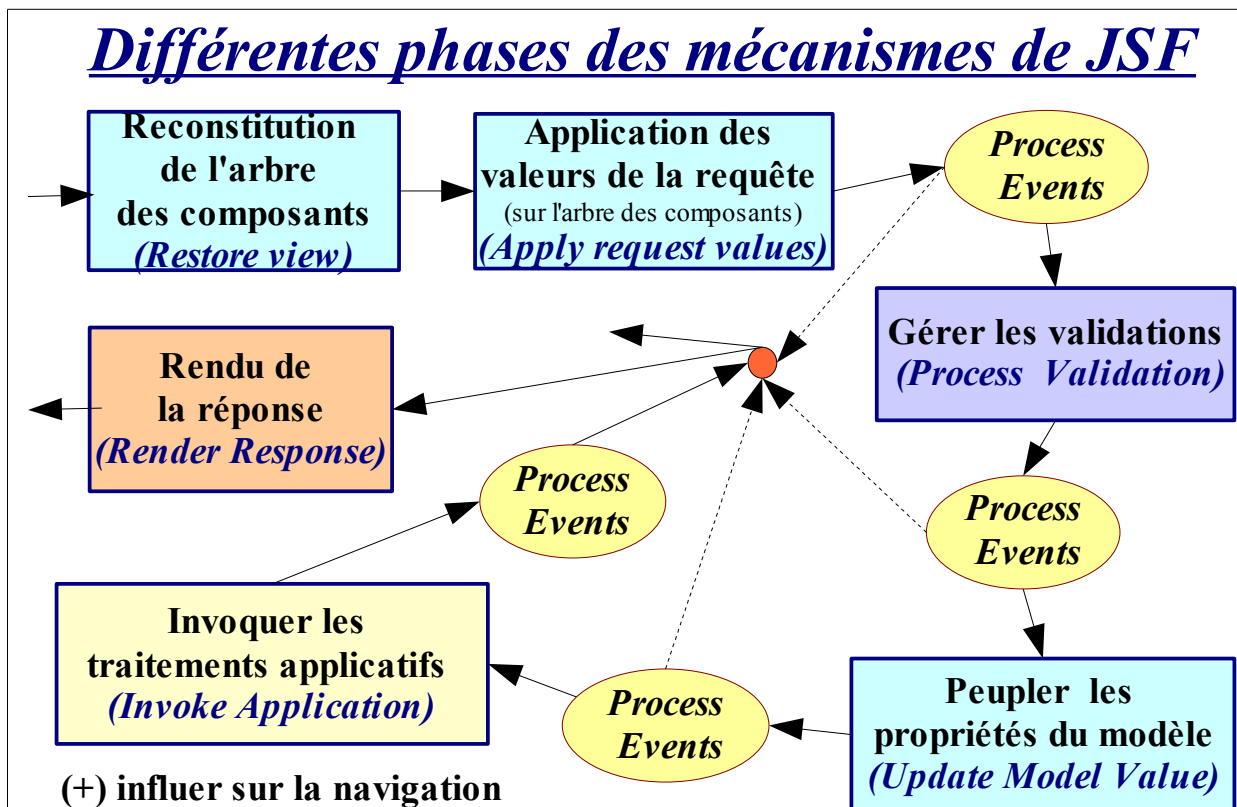 Différentes phases des mécanismes de JSF
Reconstitution
de l'arbre
des composants
(Restore view)
Application des
valeurs de la requête
(sur l'arbre des composants)
(Apply request values)
Process
Events
Gérer les validations
(Process Validation)
Process
Events
Peupler les
propriétés du modèle
(Update Model Value)
Process
Events
Invoquer les
traitements applicatifs
(Invoke Application)
(+) influer sur la navigation
Process
Events
Rendu de
la réponse
(Render Response)